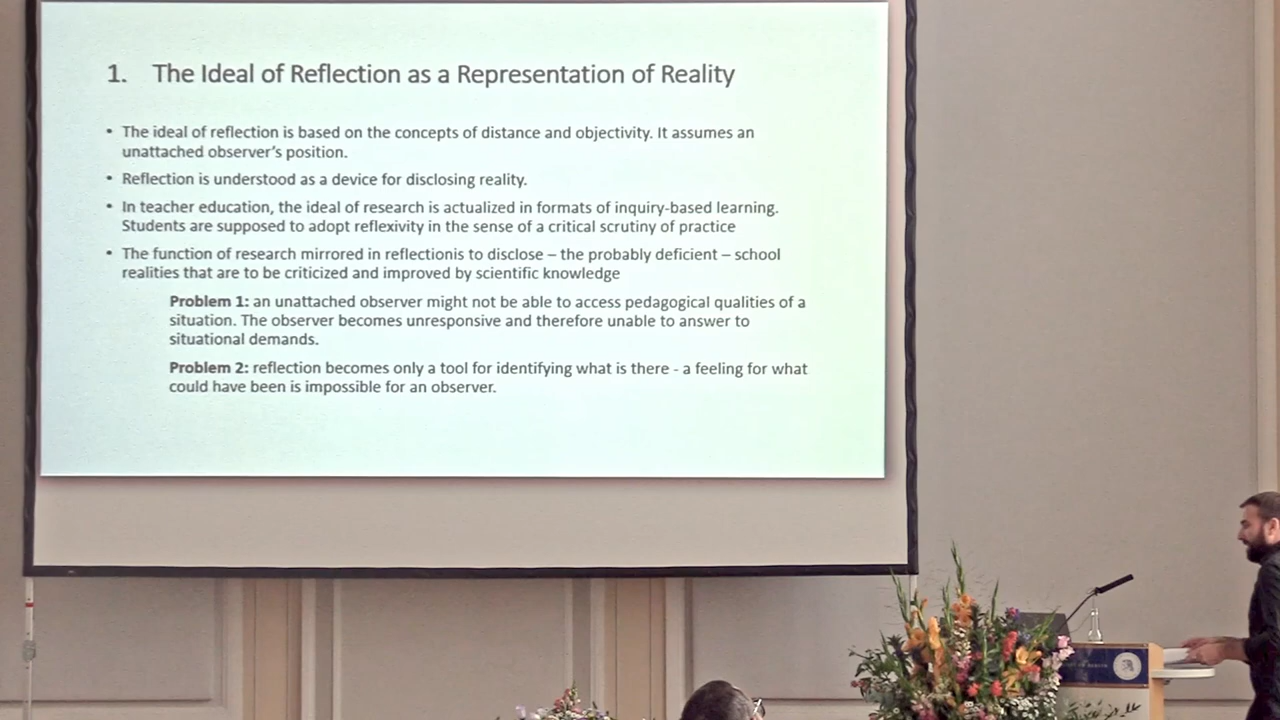 1. The Ideal of Reflection as a Representation of Reality
• The ideal of reflection is based on the concepts of distance and objectivity. It assumes an
unattached observer's position.
• Reflection is understood as a device for disclosing reality.
• In teacher education, the ideal of research is actualized in formats of inquiry-based learning.
Students are supposed to adopt reflexivity in the sense of a critical scrutiny of practice
• The function of research mirrored in reflectionis to disclose – the probably deficient – school
realities that are to be criticized and improved by scientific knowledge
Problem 1: an unattached observer might not be able to access pedagogical qualities of a
situation. The observer becomes unresponsive and therefore unable to answer to
situational demands.
Problem 2: reflection becomes only a tool for identifying what is there - a feeling for what
could have been is impossible for an observer.